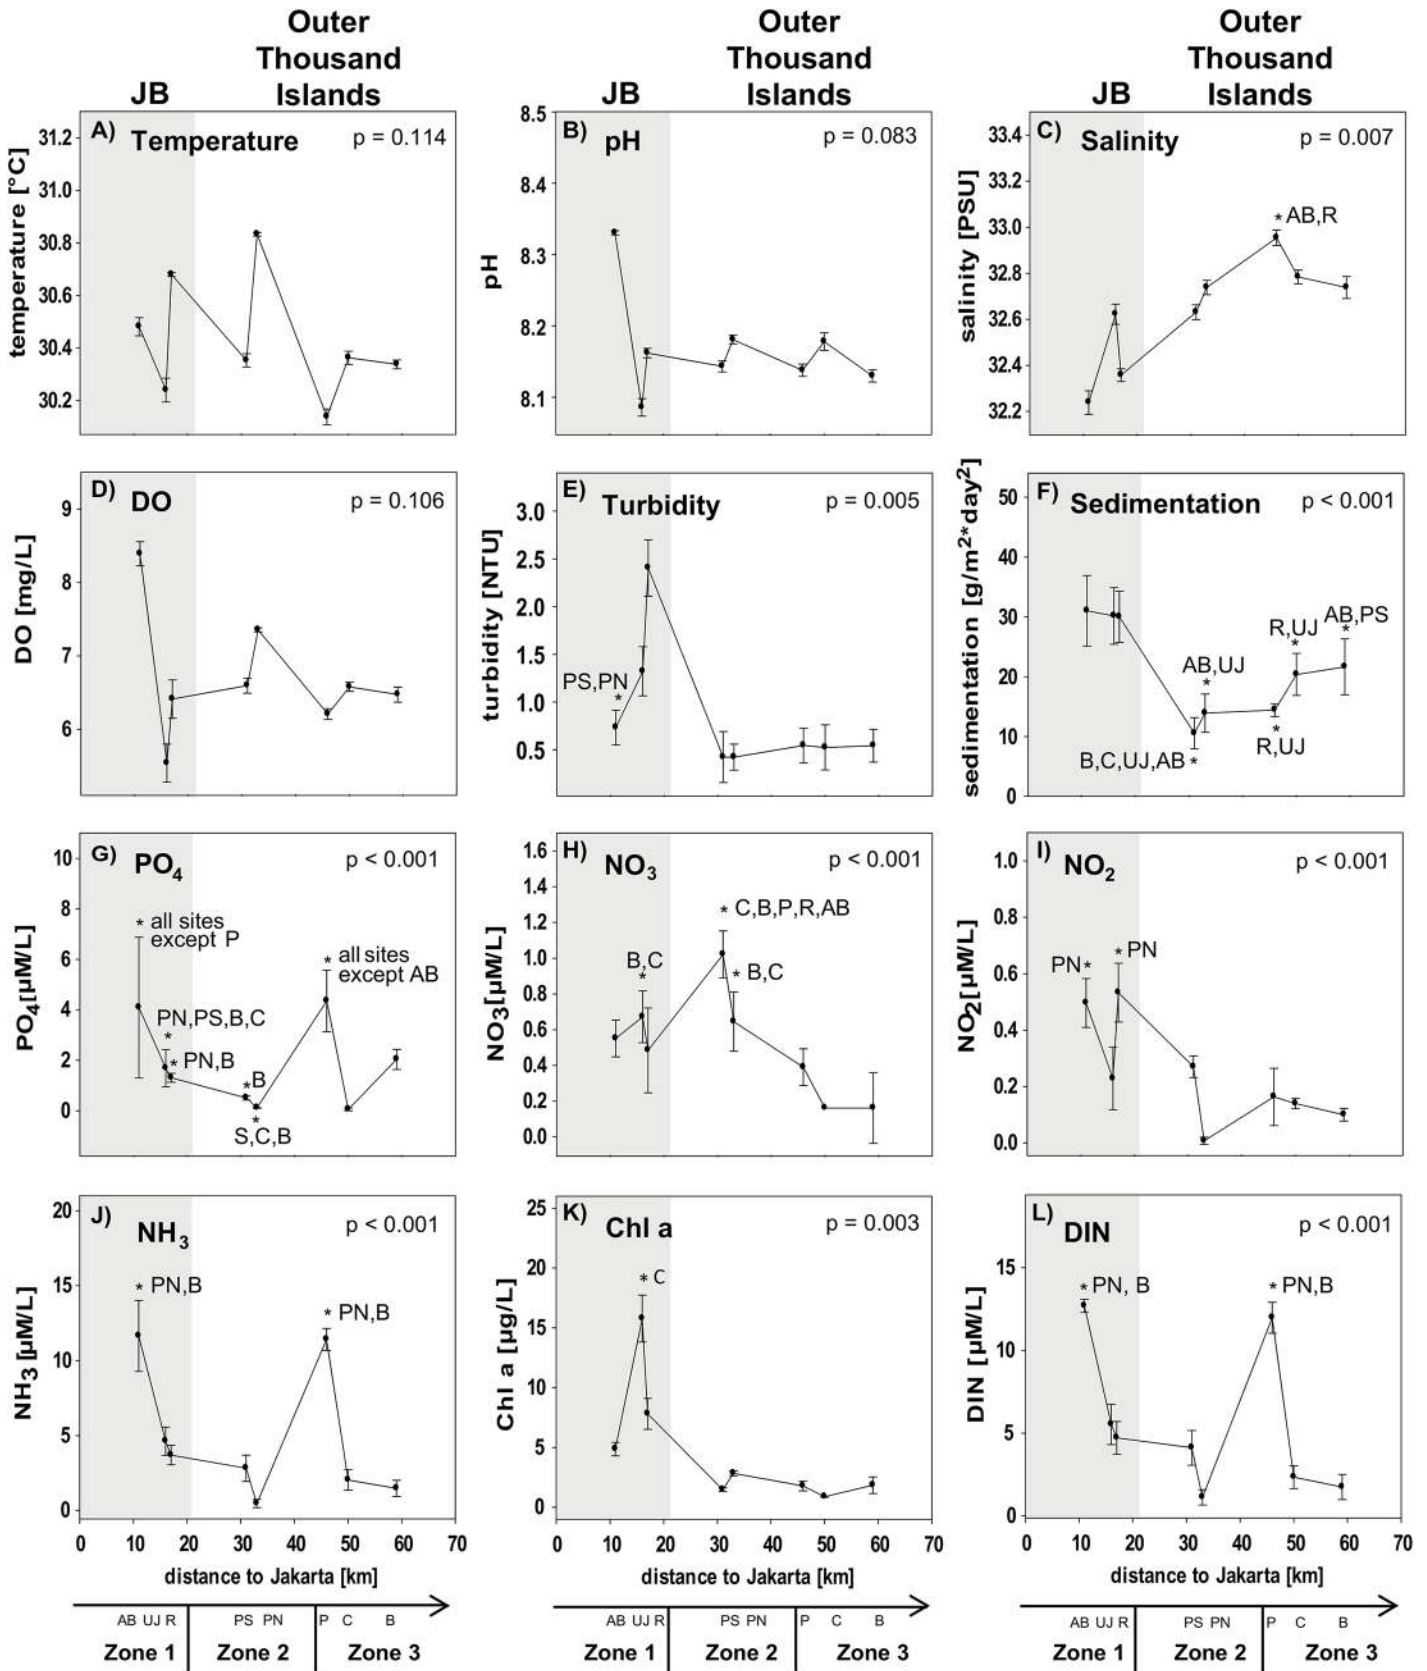 Outer
Thousand
Islands
JB
Outer
Thousand
Islands
JB
Outer
Thousand
Islands
JB
A) Temperature p = 0.114
temperature [°C]
31.2
31.0
30.8
30.6
30.4
30.2
B) pH p = 0.083
pH
8.5
8.4
8.3
8.2
8.1
C) Salinity p = 0.007
salinity [PSU]
33.4
33.2
33.0
32.8
32.6
32.4
32.2
* AB,R
D) DO p = 0.106
DO [mg/L]
9
8
7
6
E) Turbidity p = 0.005
turbidity [NTU]
3.0
2.5
2.0
1.5
1.0
0.5
PS,PN
*
F) Sedimentation p < 0.001
sedimentation [g/m²*day²]
50
40
30
20
10
0
B,C,UJ,AB
*
AB,UJ
*
R,UJ
*
*
R,UJ
AB,PS
*
G) PO4 p < 0.001
PO4[µM/L]
10
8
6
4
2
0
* all sites
except P
PN,PS,B,C
*
* PN,B
*B
*
S,C,B
all sites
* except AB
H) NO3 p < 0.001
NO3[µM/L]
1.6
1.4
1.2
1.0
0.8
0.6
0.4
0.2
0.0
B,C
*
* C,B,P,R,AB
* B,C
I) NO2 p < 0.001
NO2[µM/L]
1.0
0.8
0.6
0.4
0.2
0.0
PN*
* PN
J) NH3 p < 0.001
NH3 [µM/L]
20
15
10
5
0
* PN,B
* PN,B
0 10 20 30 40 50 60 70
distance to Jakarta [km]
AB UJ R PS PN P C B
Zone 1 Zone 2 Zone 3
K) Chl a p = 0.003
Chl a [µg/L]
25
20
15
10
5
0
* C
0 10 20 30 40 50 60 70
distance to Jakarta [km]
AB UJ R PS PN P C B
Zone 1 Zone 2 Zone 3
L) DIN p < 0.001
DIN [µM/L]
15
10
5
0
* PN, B
* PN,B
0 10 20 30 40 50 60 70
distance to Jakarta [km]
AB UJ R PS PN P C B
Zone 1 Zone 2 Zone 3